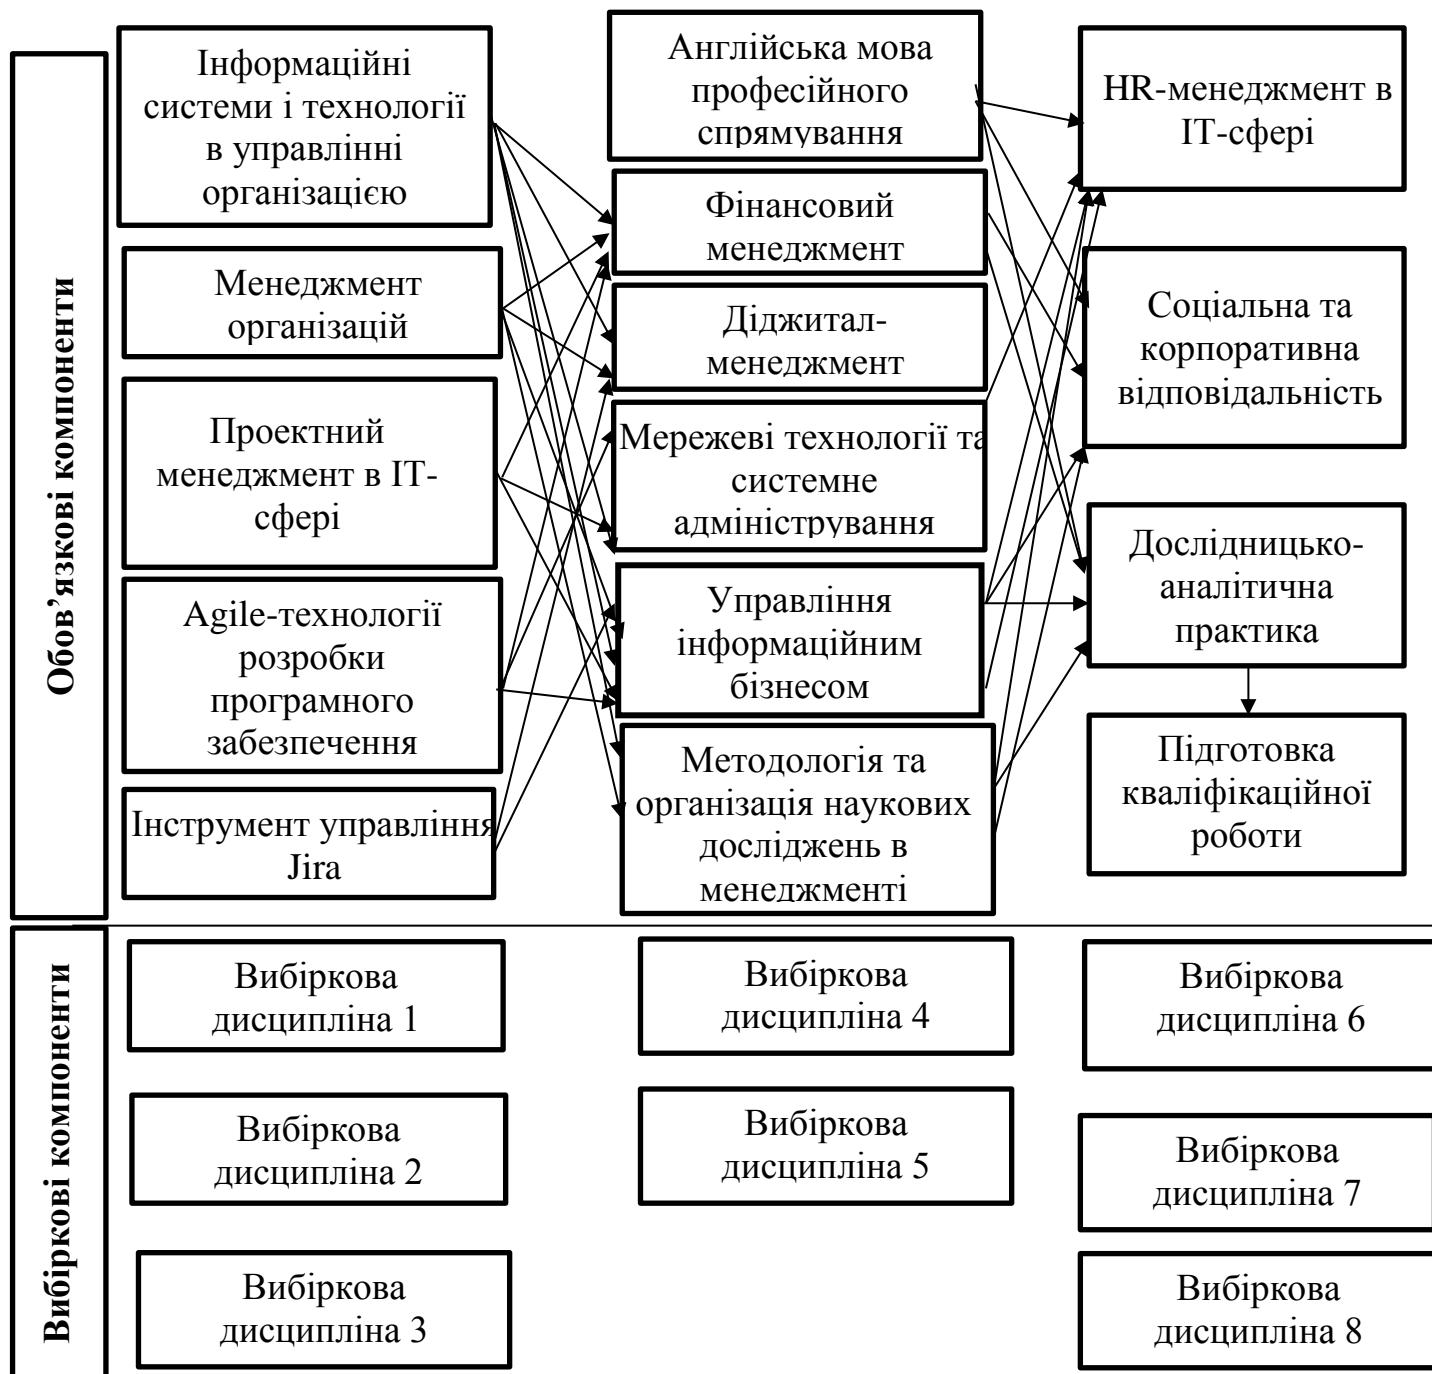 Обов’язкові компоненти
Інформаційні
системи і технології
в управлінні
організацією
Менеджмент
організацій
Проектний
менеджмент в ІТ-
сфері
Agile-технології
розробки
програмного
забезпечення
Інструмент управління
Jira
Англійська мова
професійного
спрямування
Фінансовий
менеджмент
Діджитал-
менеджмент
Мережеві технології та
системне
адміністрування
Управління
інформаційним
бізнесом
Методологія та
організація наукових
досліджень в
менеджменті
HR-менеджмент в
ІТ-сфері
Соціальна та
корпоративна
відповідальність
Дослідницько-
аналітична
практика
Підготовка
кваліфікаційної
роботи
Вибіркові компоненти
Вибіркова
дисципліна 1
Вибіркова
дисципліна 2
Вибіркова
дисципліна 3
Вибіркова
дисципліна 4
Вибіркова
дисципліна 5
Вибіркова
дисципліна 6
Вибіркова
дисципліна 7
Вибіркова
дисципліна 8